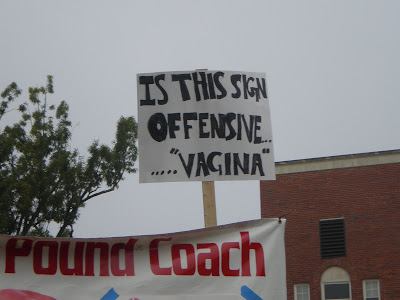 IS THIS SIGN
OFFENSIVE...
....."VAGINA"
Pound Coach